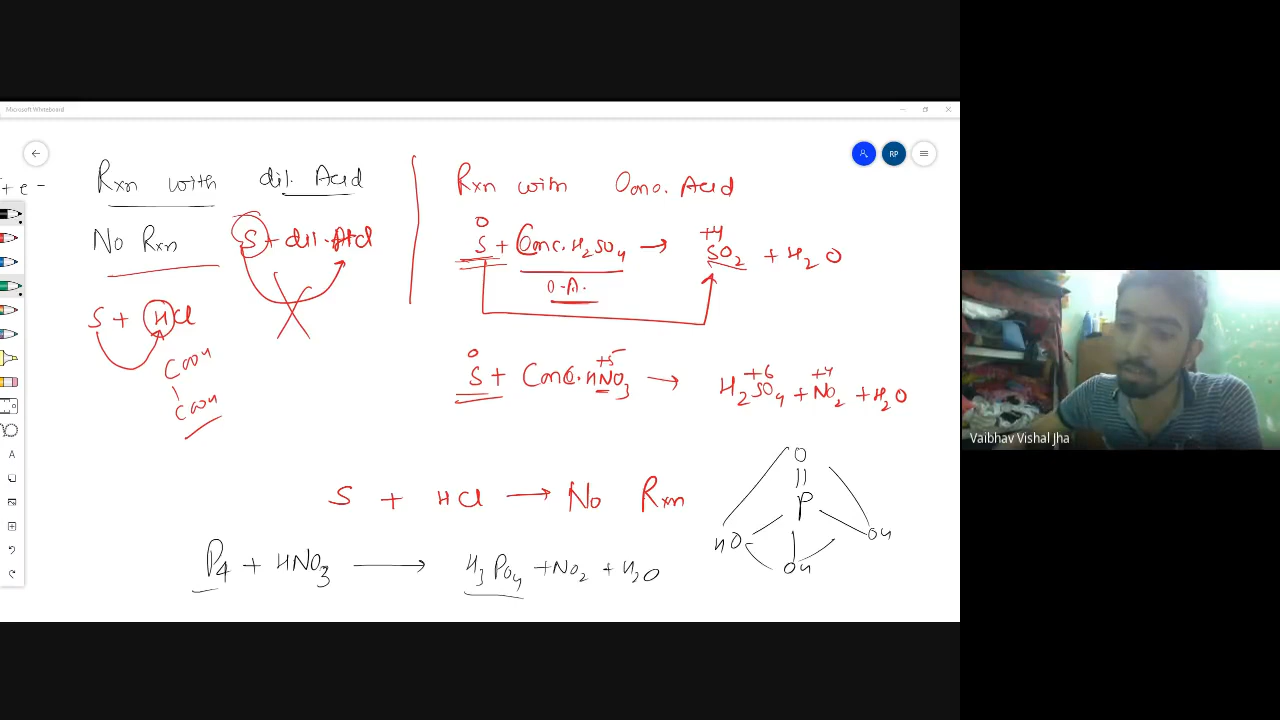 Microsoft Whiteboard
RP
+ e -
Rxn with dil. Acid
No Rxn
S + dil. Acid
S + HCl
COOH
COOH
Rxn with Conc. Acid
0 +4
S + Conc. H2SO4 → SO2 + H2O
O.A.
0 +5 +6 +4
S + Conc. HNO3 → H2SO4 + NO2 + H2O
S + HCl → No Rxn
P4 + HNO3 → H3PO4 + NO2 + H2O
O
P
HO OH
OH
A
Vaibhav Vishal Jha